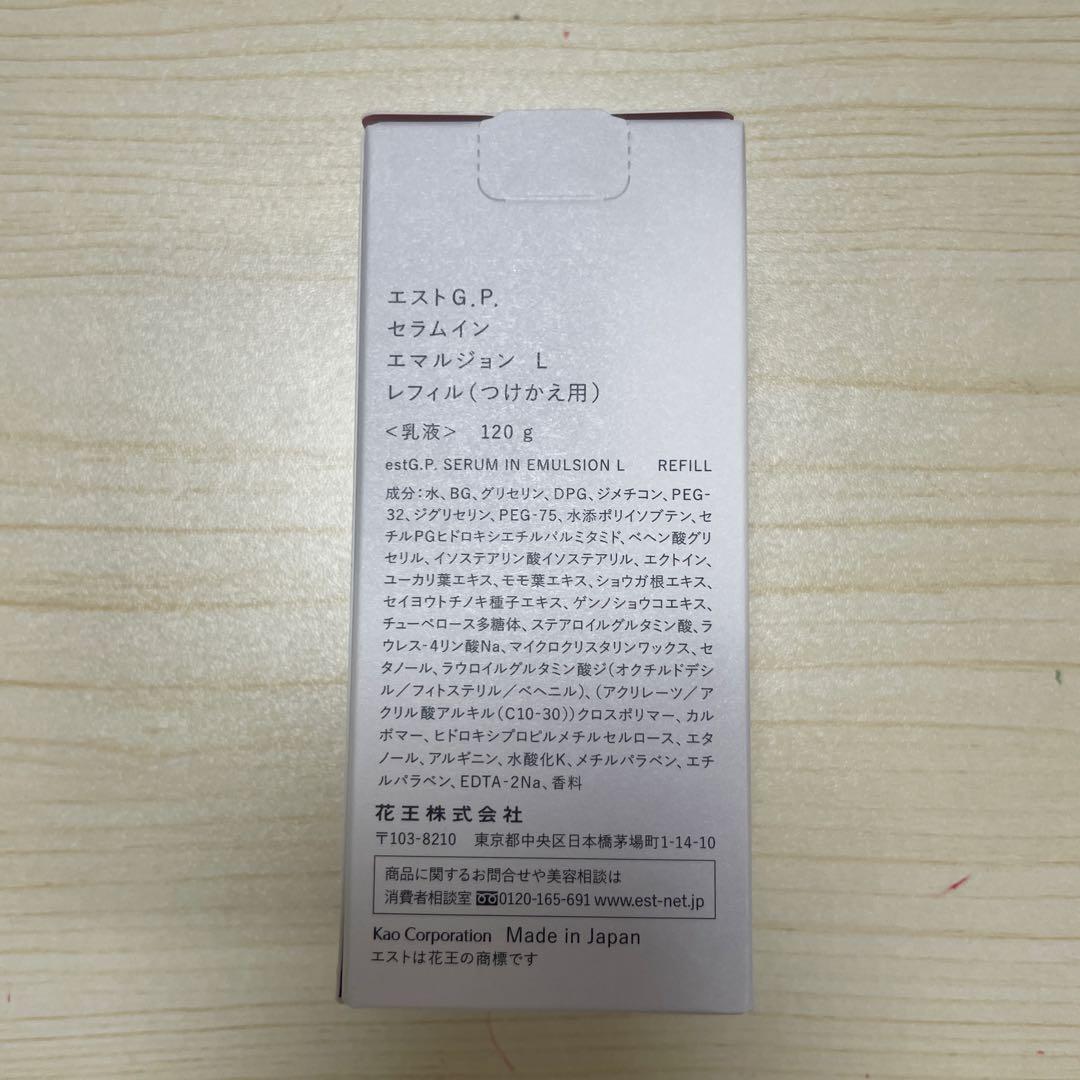 エストG.P.
セラムイン
エマルジョン L
レフィル(つけかえ用)
<乳液> 120 g
estG.P. SERUM IN EMULSION L REFILL
成分:水、BG、グリセリン、DPG、ジメチコン、PEG-
32、ジグリセリン、PEG-75、水添ポリイソブテン、セ
チルPGヒドロキシエチルパルミタミド、ベヘン酸グリ
セリル、イソステアリン酸イソステアリル、エクトイン、
ユーカリ葉エキス、モモ葉エキス、ショウガ根エキス、
セイヨウトチノキ種子エキス、ゲンノショウコエキス、
チューベロース多糖体、ステアロイルグルタミン酸、ラ
ウレス-4リン酸Na、マイクロクリスタリンワックス、セ
タノール、ラウロイルグルタミン酸ジ(オクチルドデシ
ル/フィトステリル/ベヘニル)、(アクリレーツ/ア
クリル酸アルキル(C10-30))クロスポリマー、カル
ボマー、ヒドロキシプロピルメチルセルロース、エタ
ノール、アルギニン、水酸化K、メチルパラベン、エチ
ルパラベン、EDTA-2Na、香料
花王株式会社
〒103-8210 東京都中央区日本橋茅場町1-14-10
商品に関するお問合せや美容相談は
消費者相談室 0120-165-691 www.est-net.jp
Kao Corporation Made in Japan
エストは花王の商標です